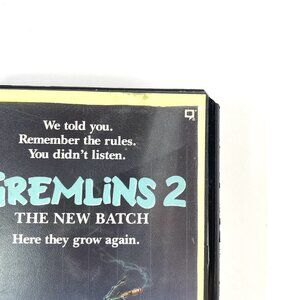 We told you.
Remember the rules.
You didn't listen.
GREMLiNS 2
THE NEW BATCH
Here they grow again.